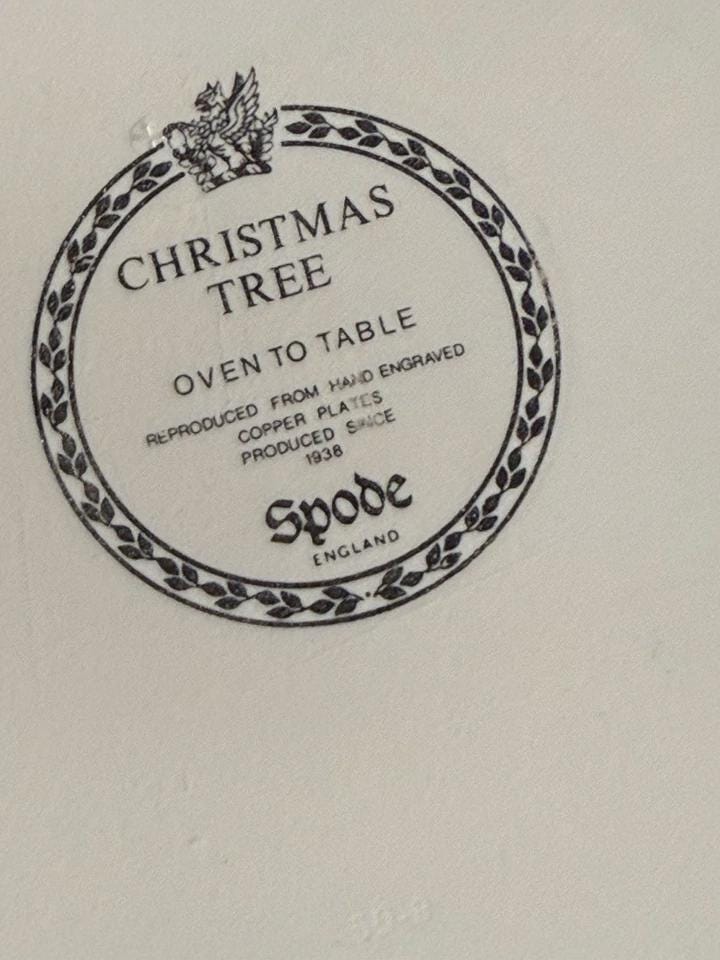 CHRISTMAS
TREE
OVEN TO TABLE
REPRODUCED FROM HAND ENGRAVED
COPPER PLATES
PRODUCED SINCE
1938
Spode
ENGLAND